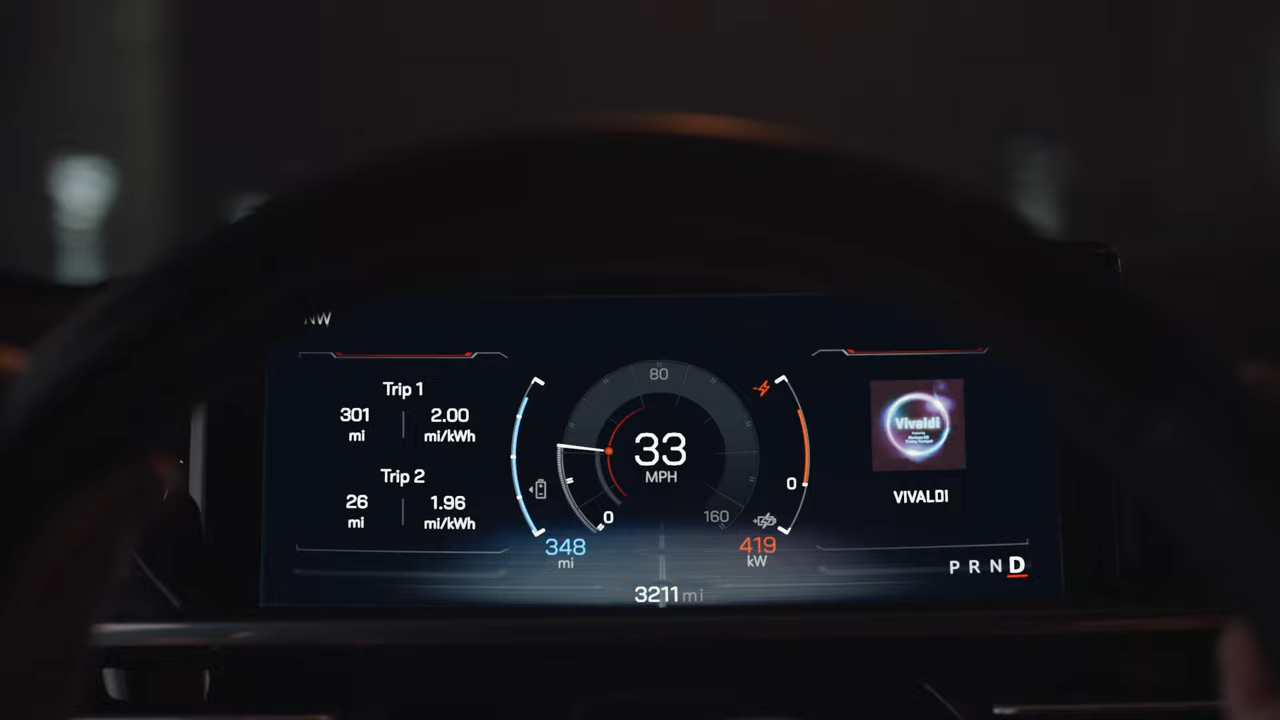 NW
Trip 1
301 mi
2.00 mi/kWh
Trip 2
26 mi
1.96 mi/kWh
80
33
MPH
0
160
348
mi
0
419
kW
3211 mi
Vivaldi
VIVALDI
P R N D